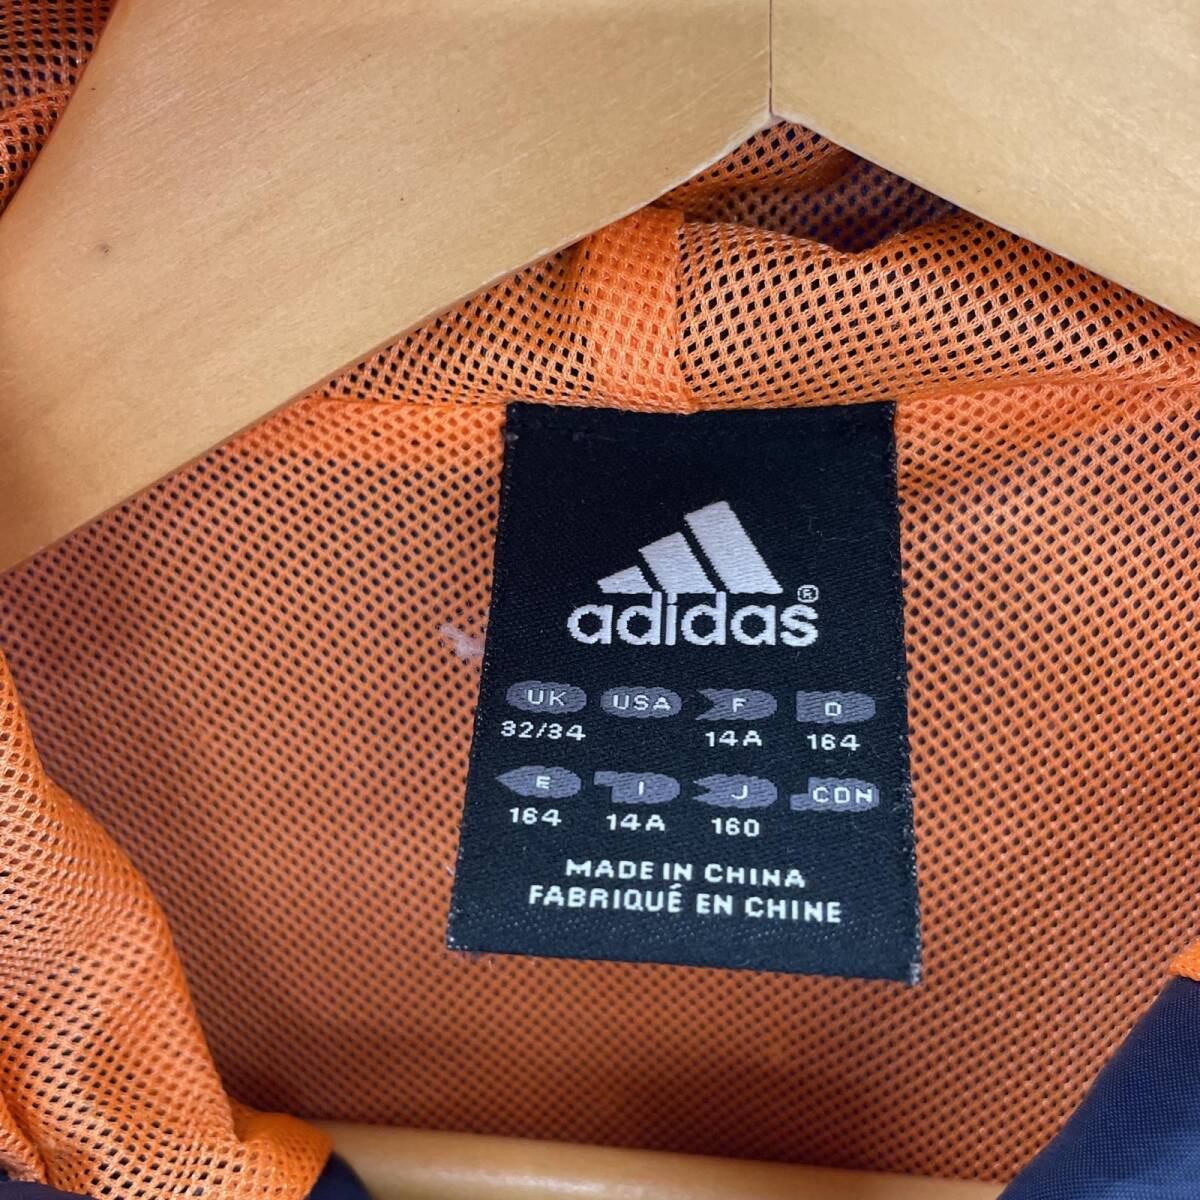 adidas®
UK USA F D
32/34 14A 164
E I J CDN
164 14A 160
MADE IN CHINA
FABRIQUÉ EN CHINE